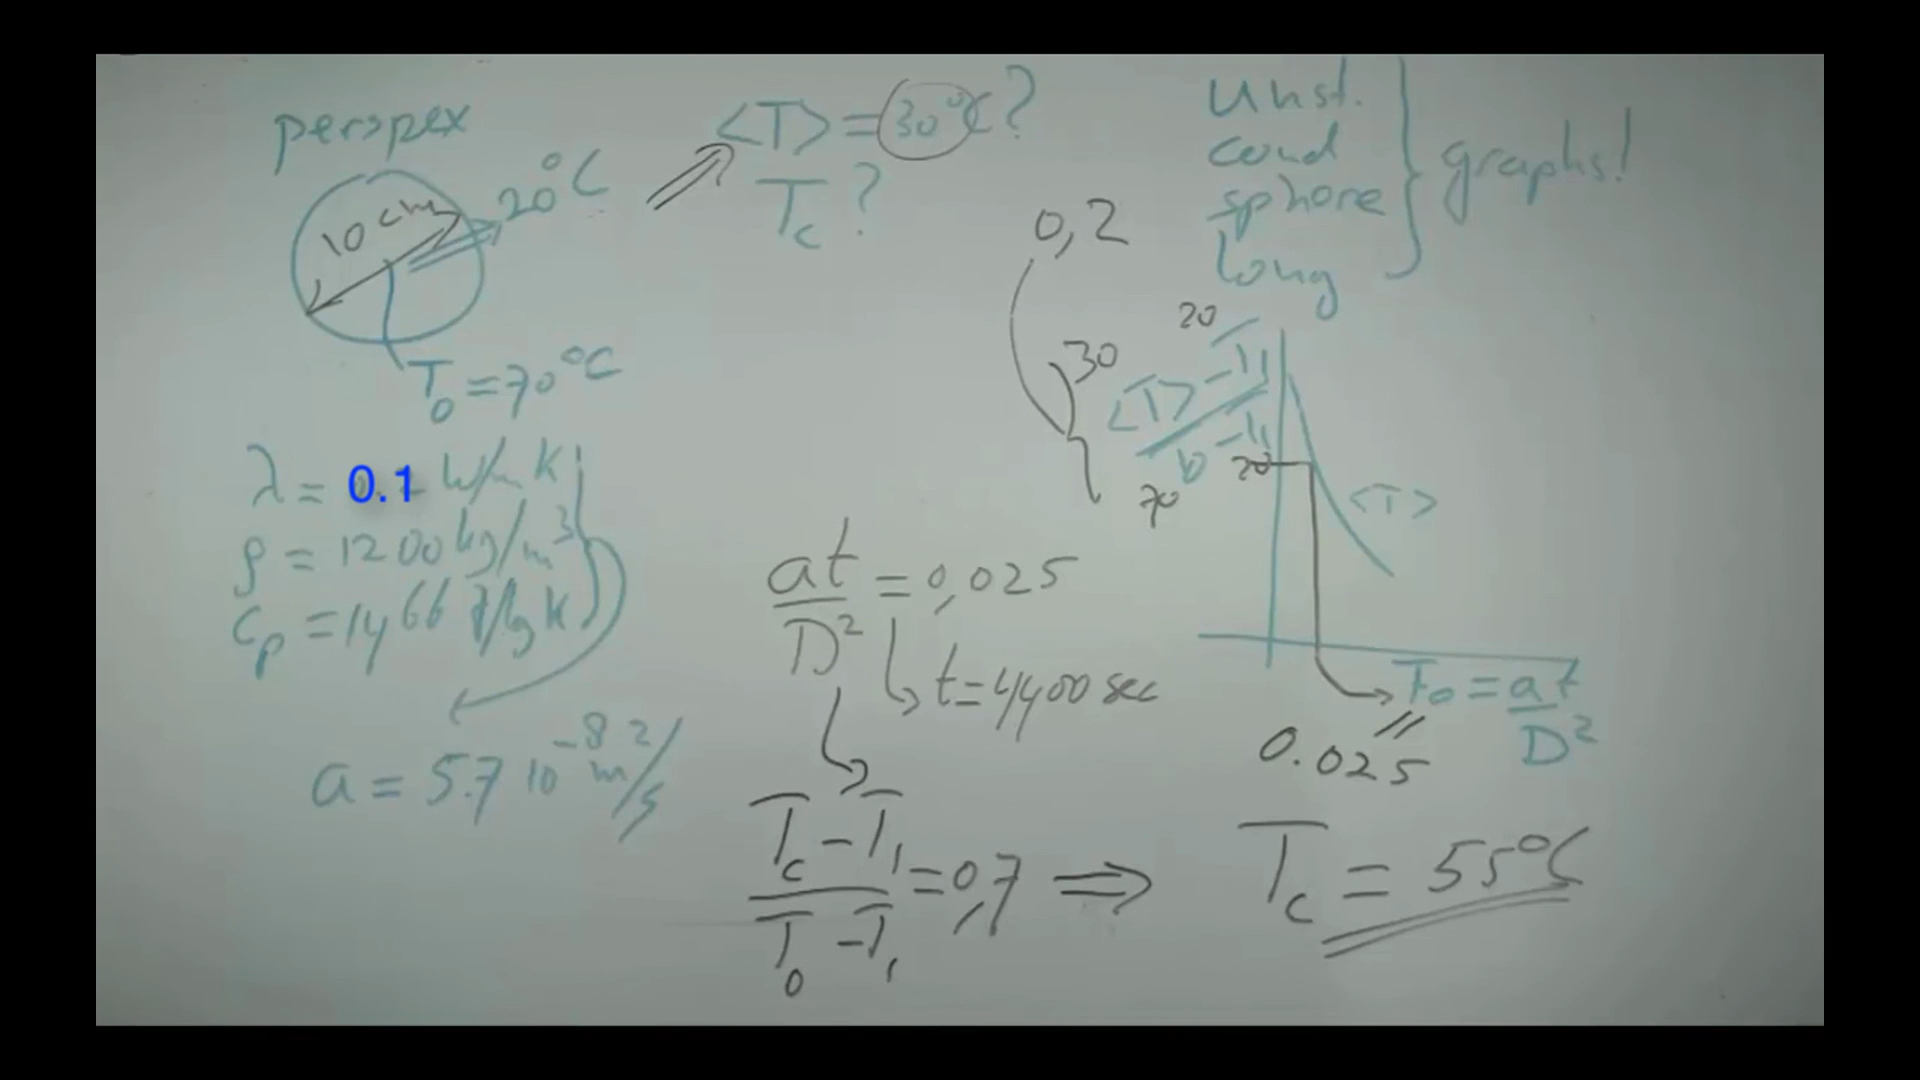 perspex
10 cm
20°C
T₀ = 70°C
λ = 0.1 W/m K
ρ = 1200 kg/m³
Cp = 1466 J/kg K
a = 5.7 10⁻⁸ m²/s
<T> = 30°C ?
Tc ?
unst.
cond
sphere
long
graphs!
0,2
30 20
<T> - T₁
T₀ - T₁
70 20
<T>
Fo = at/D²
0.025
at/D² = 0,025
t = 4400 sec
Tc - T₁
T₀ - T₁
= 0,7 ⇒ Tc = 55°C